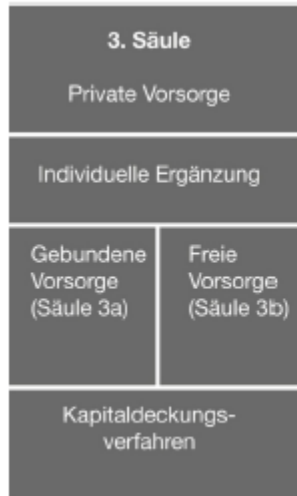 3. Säule
Private Vorsorge
Individuelle Ergänzung
Gebundene
Vorsorge
(Säule 3a)
Freie
Vorsorge
(Säule 3b)
Kapitaldeckungs-
verfahren